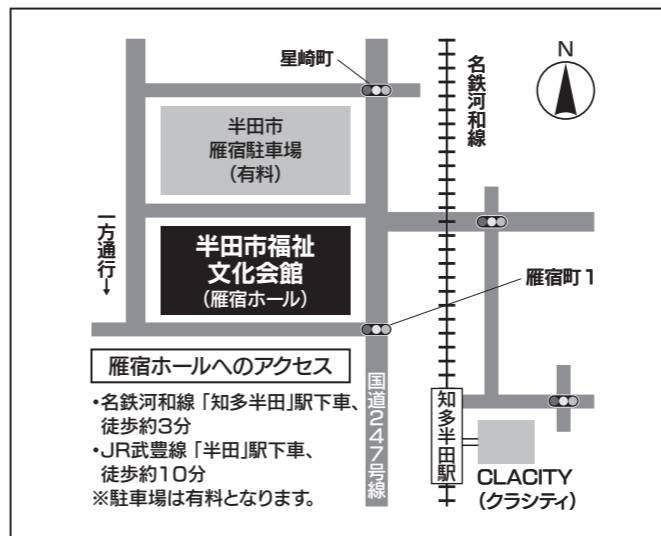 星崎町
N
名鉄河和線
半田市
雁宿駐車場
(有料)
一方通行→
半田市福祉
文化会館
(雁宿ホール)
雁宿町1
雁宿ホールへのアクセス
・名鉄河和線「知多半田」駅下車、
徒歩約3分
・JR武豊線「半田」駅下車、
徒歩約10分
※駐車場は有料となります。
国道247号線
知多半田駅
CLACITY
(クラシティ)